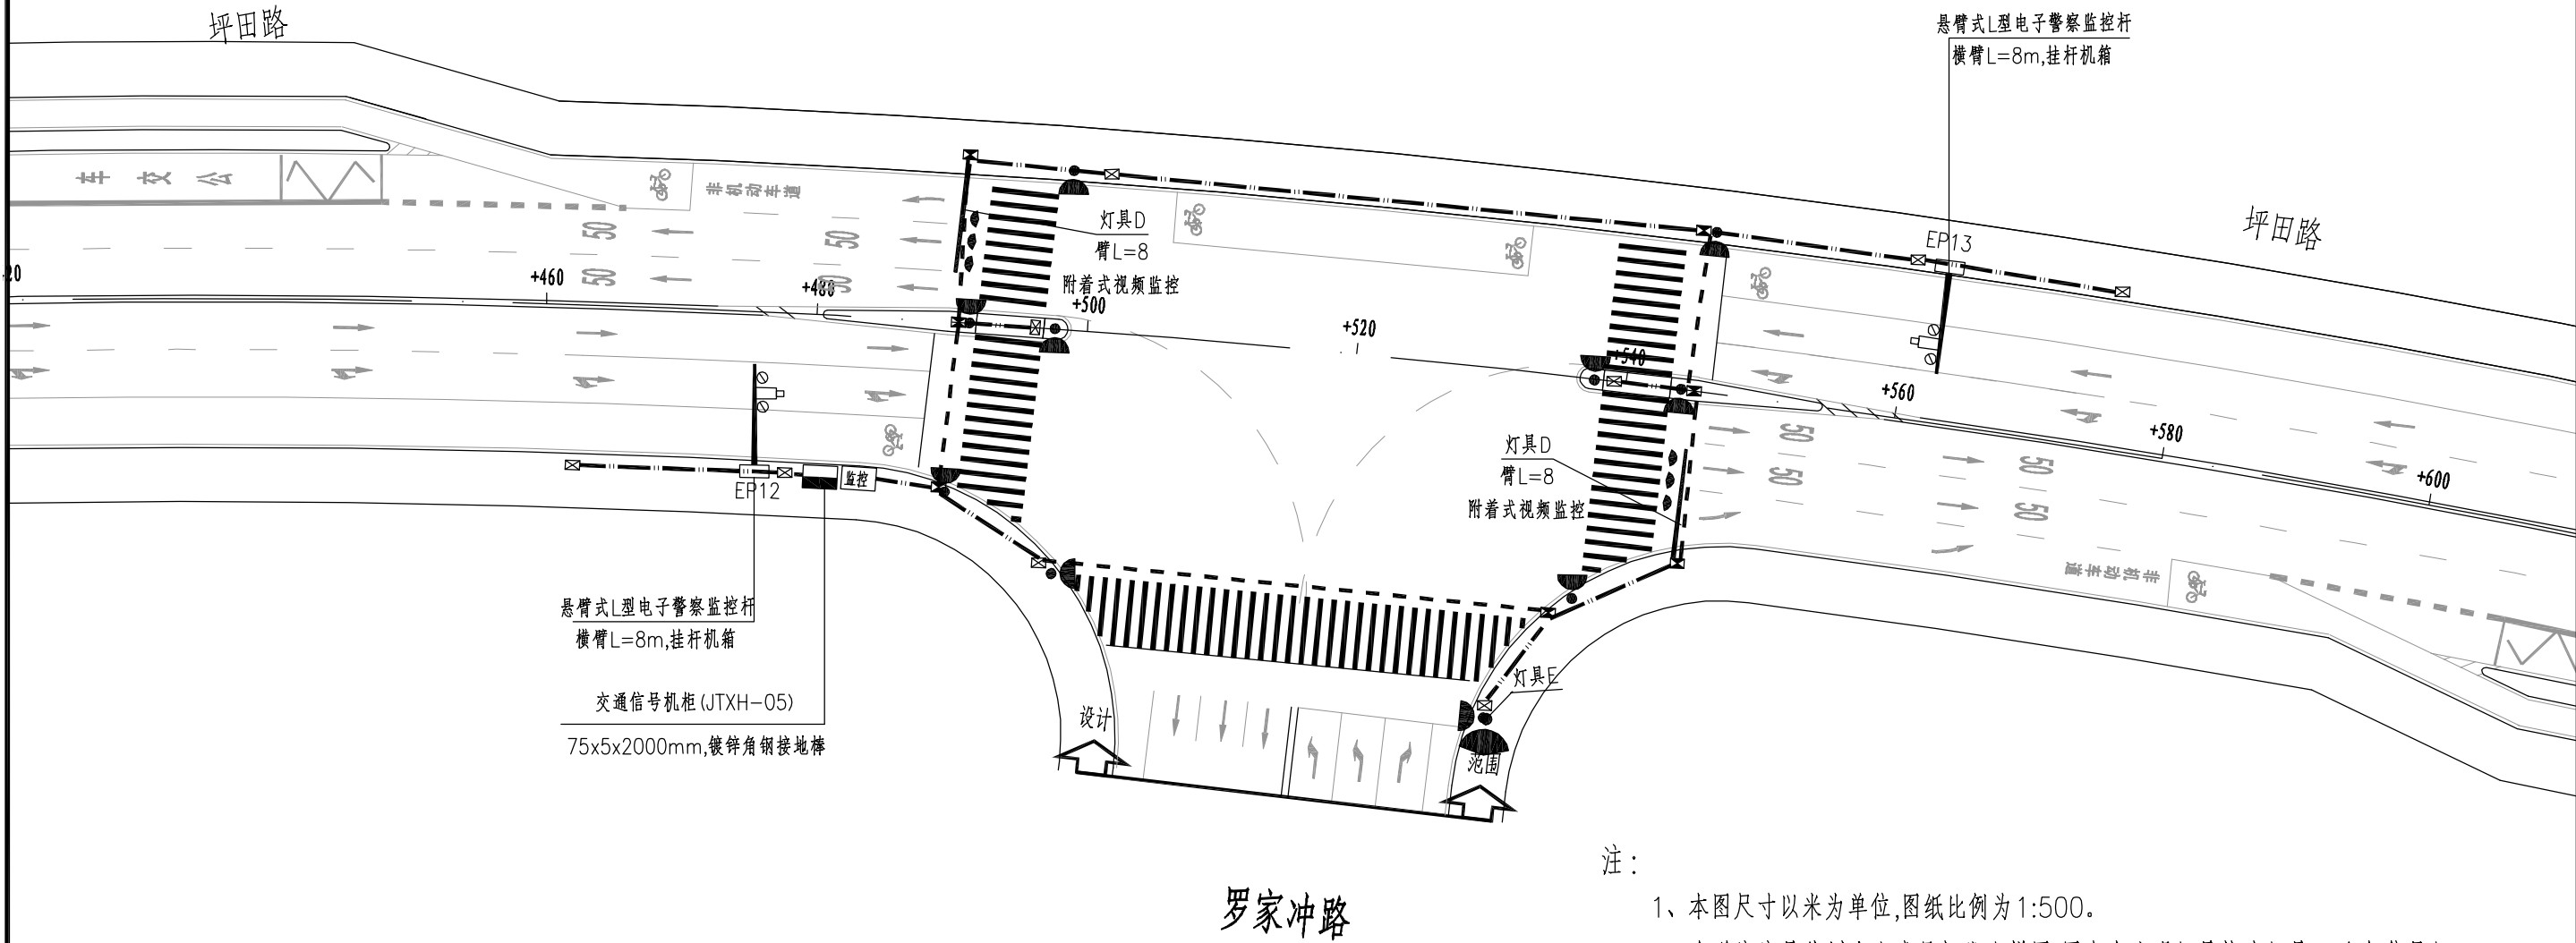 坪田路
悬臂式L型电子警察监控杆
横臂L=8m,挂杆机箱
车交公
非机动车道
50
50
50
50
灯具D
臂L=8
附着式视频监控
坪田路
EP13
20
+460
+480
+500
+520
+540
+560
+580
+600
灯具D
臂L=8
附着式视频监控
50
50
50
50
监控
EP12
非机动车道
悬臂式L型电子警察监控杆
横臂L=8m,挂杆机箱
交通信号机柜(JTXH-05)
75x5x2000mm,镀锌角钢接地棒
设计
灯具E
范围
罗家冲路
注：
1、本图尺寸以米为单位,图纸比例为1:500。